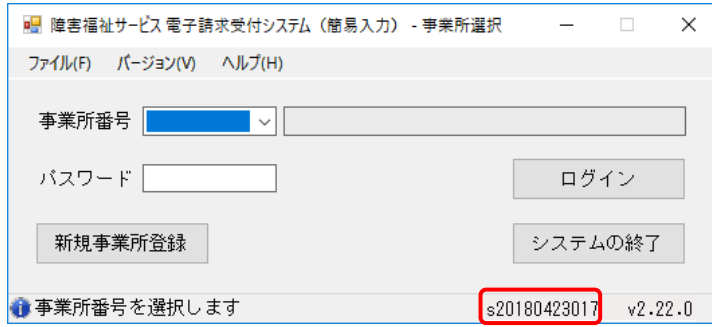 障害福祉サービス 電子請求受付システム（簡易入力） - 事業所選択
ファイル(F) バージョン(V) ヘルプ(H)
事業所番号
パスワード ログイン
新規事業所登録 システムの終了
事業所番号を選択します s20180423017 v2.22.0